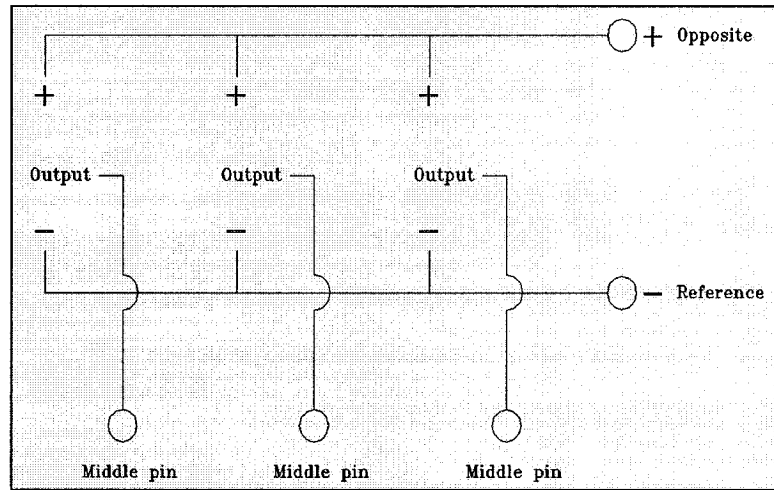 + Opposite
+ + +
Output Output Output
− − −
− Reference
Middle pin Middle pin Middle pin